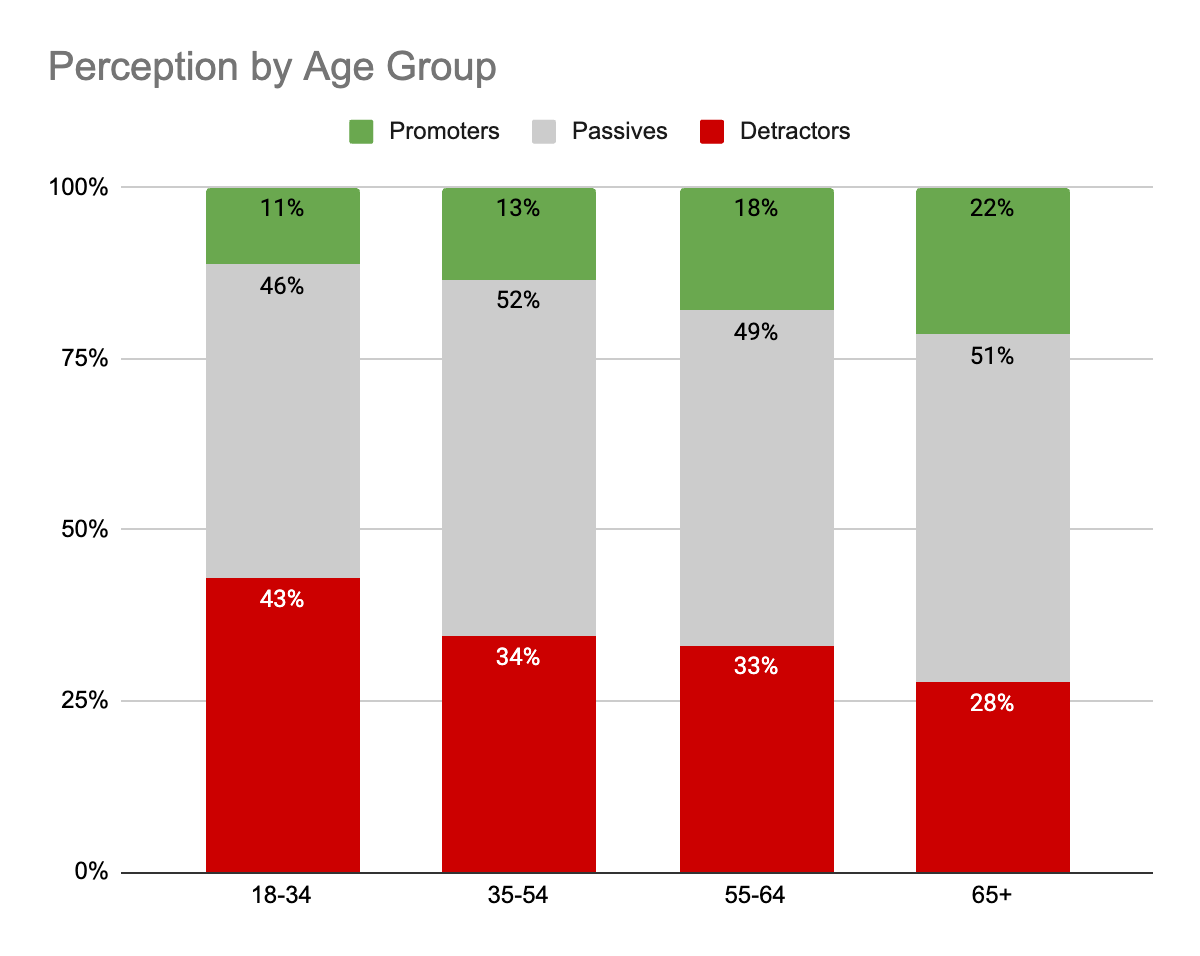 Perception by Age Group
Promoters Passives Detractors
100%
11% 13% 18% 22%
46% 52% 49% 51%
75%
50%
43% 34% 33% 28%
25%
0%
18-34 35-54 55-64 65+